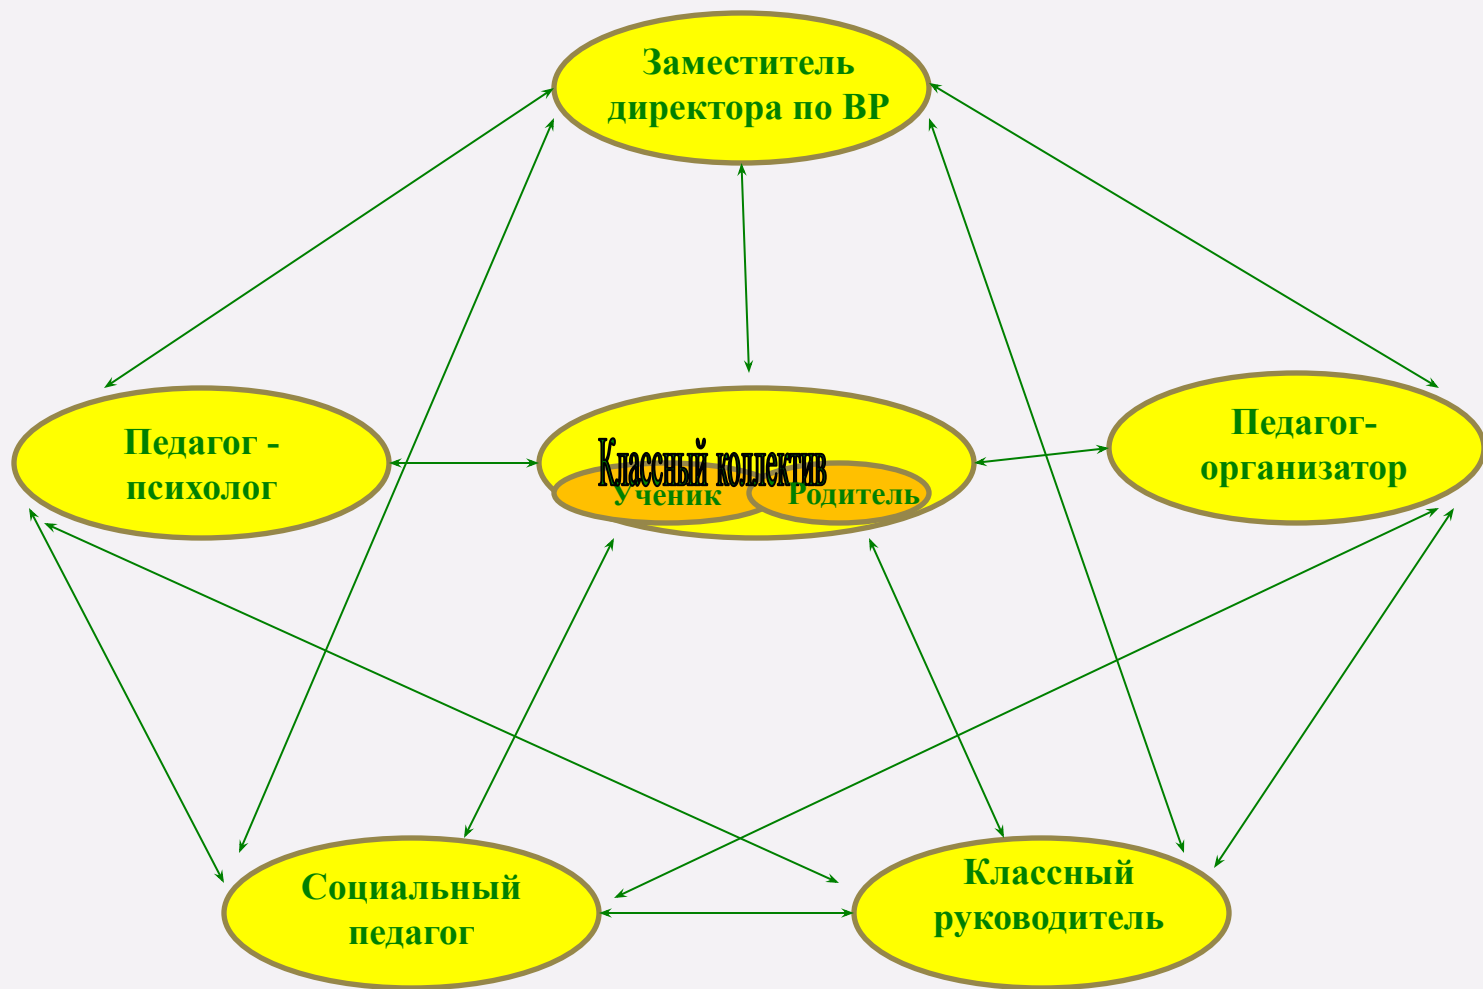 Заместитель
директора по ВР
Педагог -
психолог
Классный коллектив
Ученик
Родитель
Педагог-
организатор
Социальный
педагог
Классный
руководитель